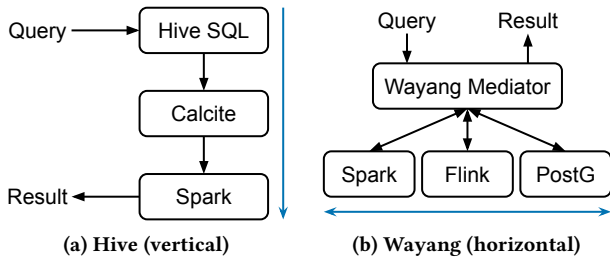 Query
Hive SQL
Calcite
Result
Spark
(a) Hive (vertical)
Query
Result
Wayang Mediator
Spark
Flink
PostG
(b) Wayang (horizontal)